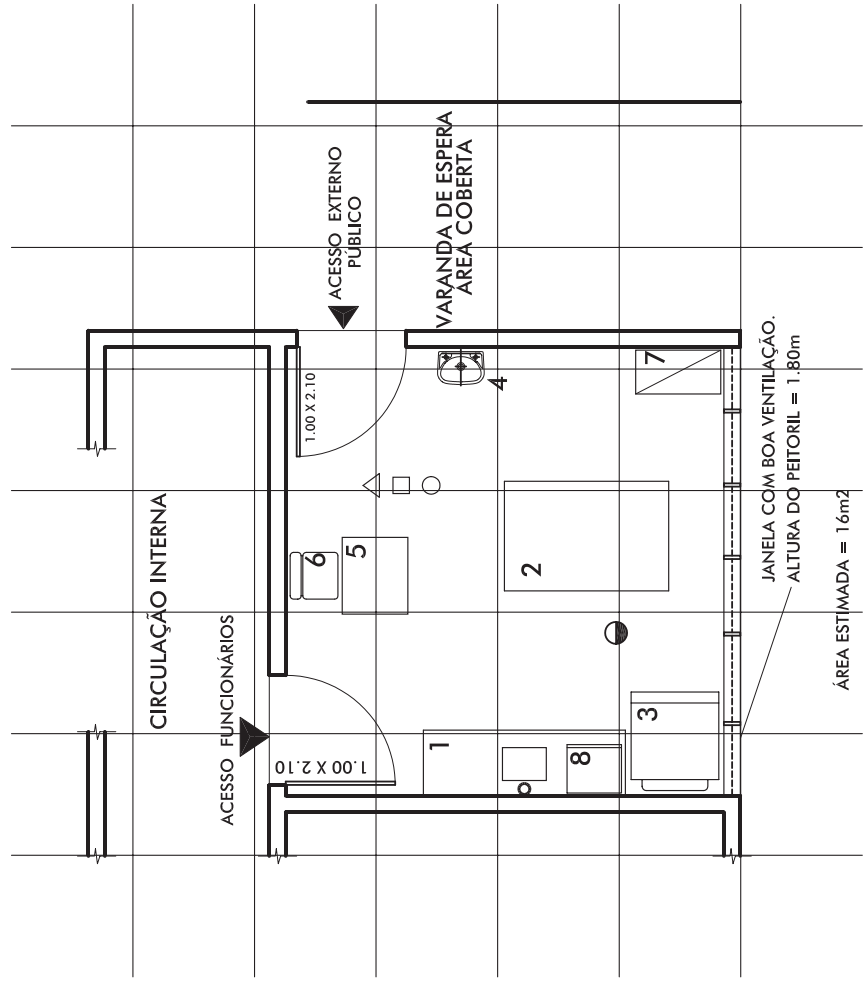 CIRCULAÇÃO INTERNA
ACESSO FUNCIONÁRIOS
1.00 X 2.10
ACESSO EXTERNO
PÚBLICO
1.00 X 2.10
VARANDA DE ESPERA
ÁREA COBERTA
6
5
4
7
2
1
8
3
JANELA COM BOA VENTILAÇÃO.
ALTURA DO PEITORIL = 1.80m
ÁREA ESTIMADA = 16m2